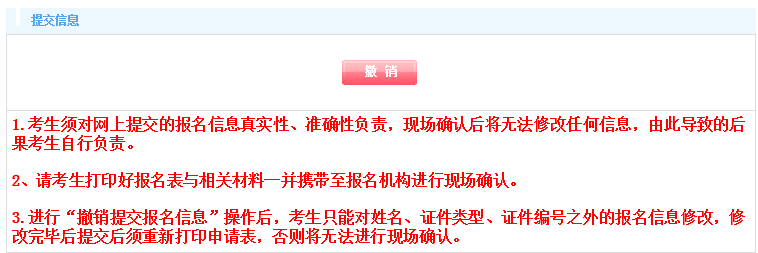 提交信息
撤 销
1.考生须对网上提交的报名信息真实性、准确性负责，现场确认后将无法修改任何信息，由此导致的后
果考生自行负责。
2、请考生打印好报名表与相关材料一并携带至报名机构进行现场确认。
3.进行“撤销提交报名信息”操作后，考生只能对姓名、证件类型、证件编号之外的报名信息修改，修
改完毕后提交后须重新打印申请表，否则将无法进行现场确认。